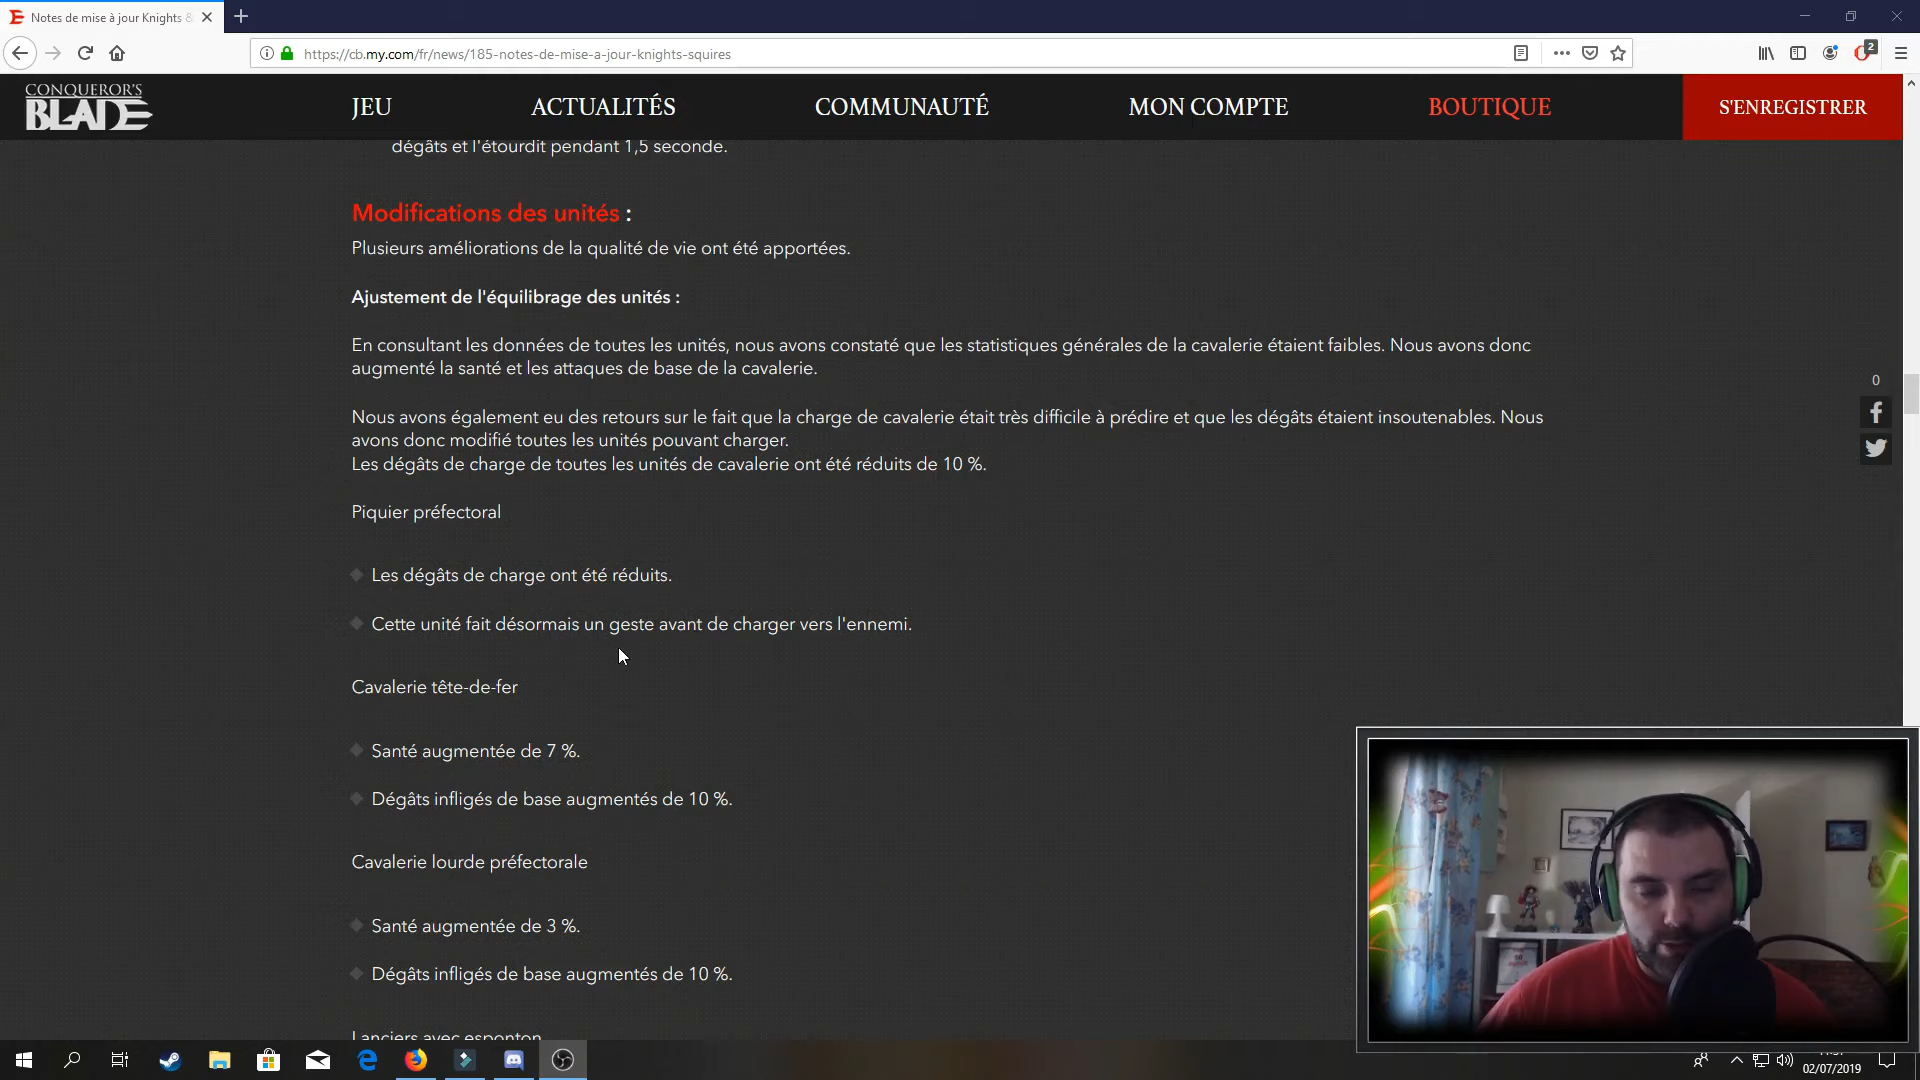 Notes de mise à jour Knights &
https://cb.my.com/fr/news/185-notes-de-mise-a-jour-knights-squires
2
CONQUEROR'S
BLADE
JEU
ACTUALITÉS
COMMUNAUTÉ
MON COMPTE
BOUTIQUE
S'ENREGISTRER
dégâts et l'étourdit pendant 1,5 seconde.
Modifications des unités :
Plusieurs améliorations de la qualité de vie ont été apportées.
Ajustement de l'équilibrage des unités :
En consultant les données de toutes les unités, nous avons constaté que les statistiques générales de la cavalerie étaient faibles. Nous avons donc
augmenté la santé et les attaques de base de la cavalerie.
0
Nous avons également eu des retours sur le fait que la charge de cavalerie était très difficile à prédire et que les dégâts étaient insoutenables. Nous
avons donc modifié toutes les unités pouvant charger.
Les dégâts de charge de toutes les unités de cavalerie ont été réduits de 10 %.
Piquier préfectoral
Les dégâts de charge ont été réduits.
Cette unité fait désormais un geste avant de charger vers l'ennemi.
Cavalerie tête-de-fer
Santé augmentée de 7 %.
Dégâts infligés de base augmentés de 10 %.
Cavalerie lourde préfectorale
Santé augmentée de 3 %.
Dégâts infligés de base augmentés de 10 %.
Lanciers avec esponton
02/07/2019